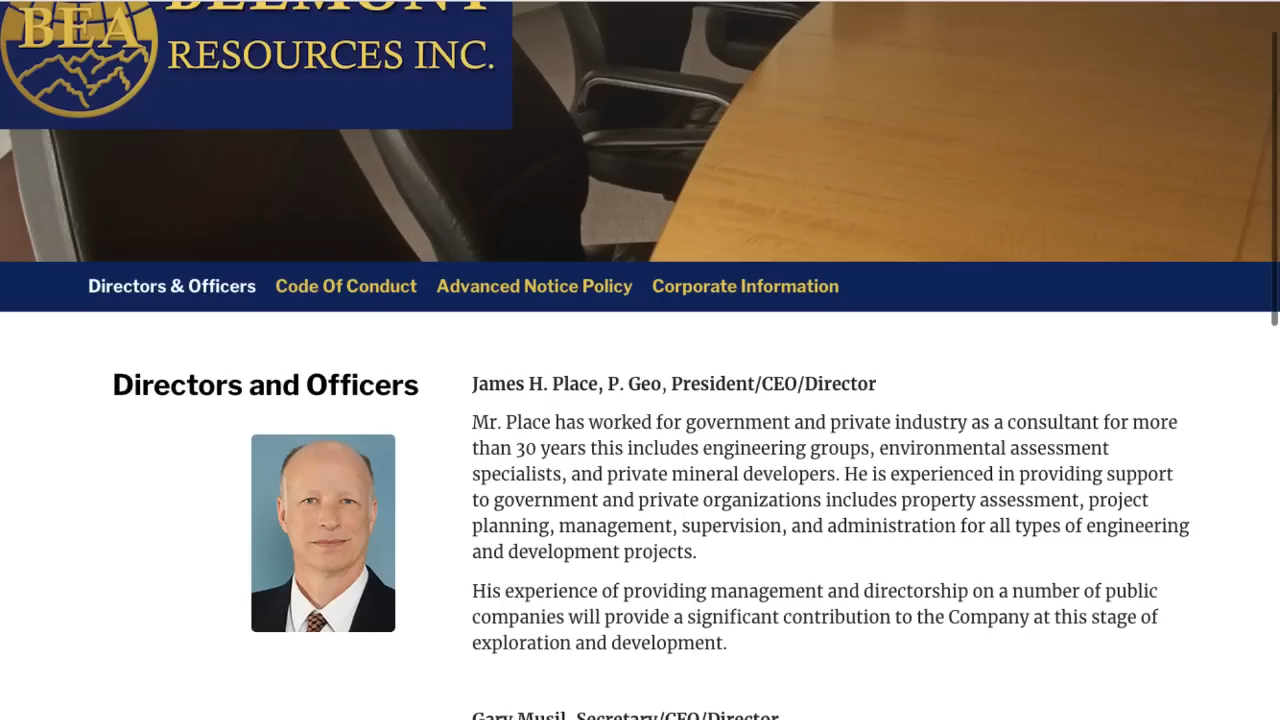 BEA
BELMONT
RESOURCES INC.
Directors & Officers Code Of Conduct Advanced Notice Policy Corporate Information
Directors and Officers
James H. Place, P. Geo, President/CEO/Director
Mr. Place has worked for government and private industry as a consultant for more
than 30 years this includes engineering groups, environmental assessment
specialists, and private mineral developers. He is experienced in providing support
to government and private organizations includes property assessment, project
planning, management, supervision, and administration for all types of engineering
and development projects.
His experience of providing management and directorship on a number of public
companies will provide a significant contribution to the Company at this stage of
exploration and development.
Gary Musil, Secretary/CFO/Director